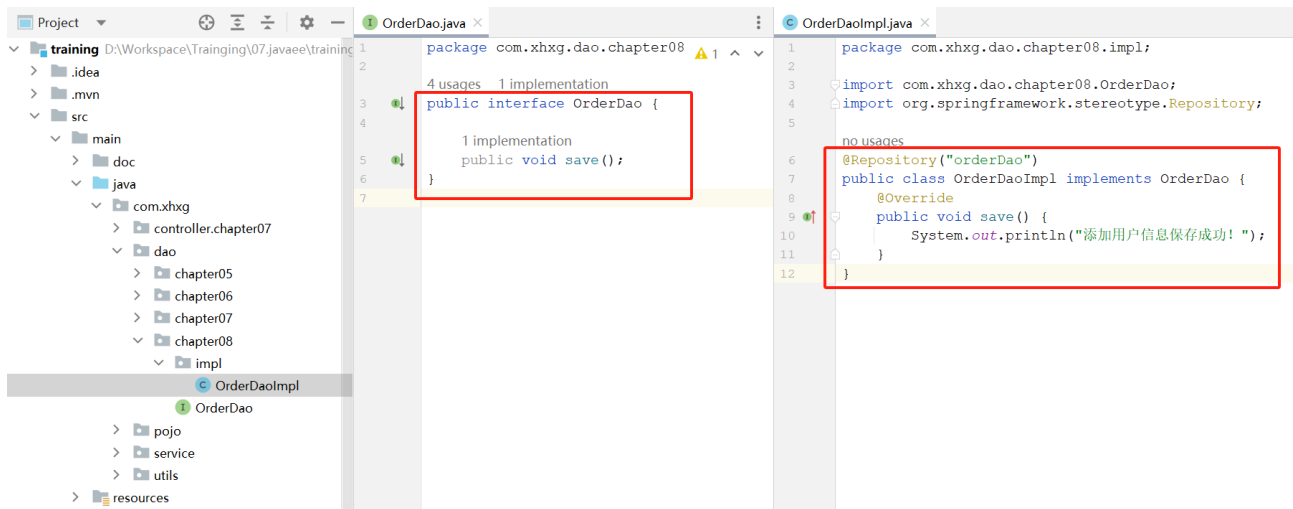 Project
training D:\Workspace\Trainging\07.javaee\training
.idea
.mvn
src
main
doc
java
com.xhxg
controller.chapter07
dao
chapter05
chapter06
chapter07
chapter08
impl
OrderDaoImpl
OrderDao
pojo
service
utils
resources
OrderDao.java
1 package com.xhxg.dao.chapter08
1
2
4 usages 1 implementation
3 public interface OrderDao {
4
1 implementation
5 public void save();
6 }
7
OrderDaoImpl.java
1 package com.xhxg.dao.chapter08.impl;
2
3 import com.xhxg.dao.chapter08.OrderDao;
4 import org.springframework.stereotype.Repository;
5
no usages
6 @Repository("orderDao")
7 public class OrderDaoImpl implements OrderDao {
8 @Override
9 public void save() {
10 System.out.println("添加用户信息保存成功! ");
11 }
12 }